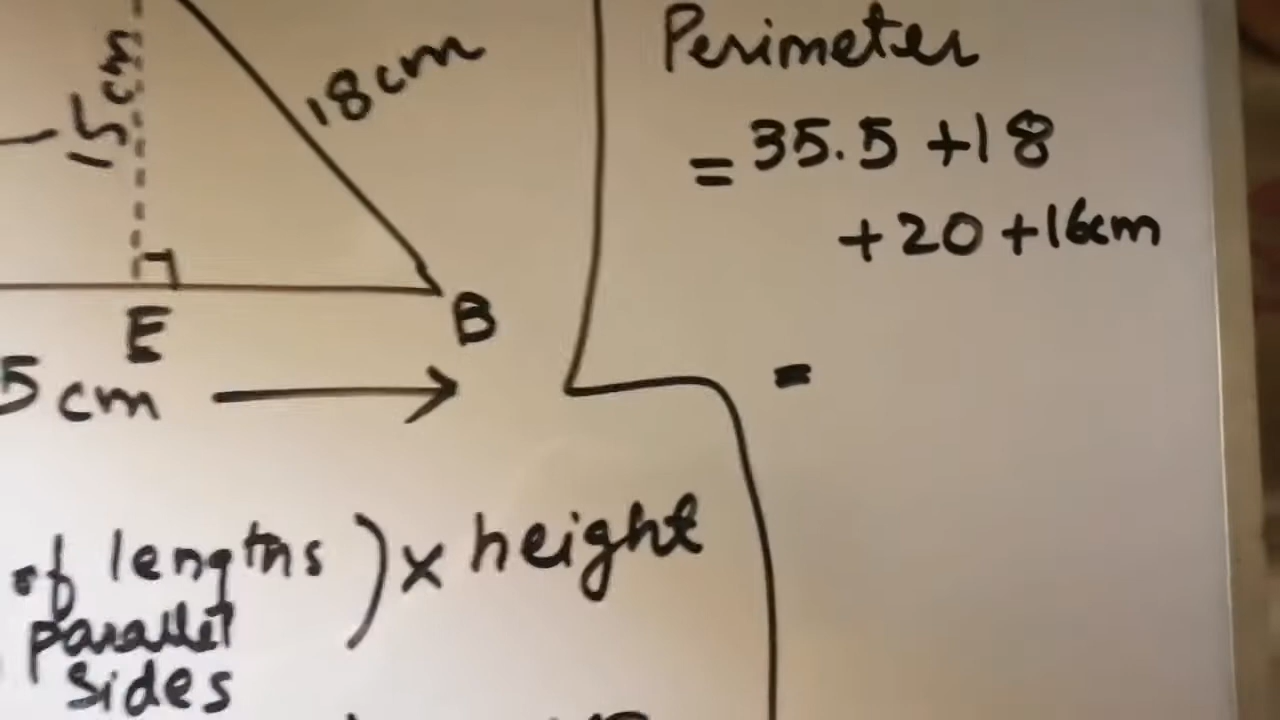 15cm
18cm
E
B
5 cm
of lengths ) × height
parallel
sides
Perimeter
= 35.5 + 18
+ 20 + 16cm
=